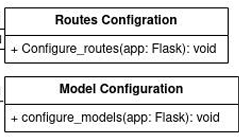 Routes Configration
+ Configure_routes(app: Flask): void
Model Configuration
+ configure_models(app: Flask): void